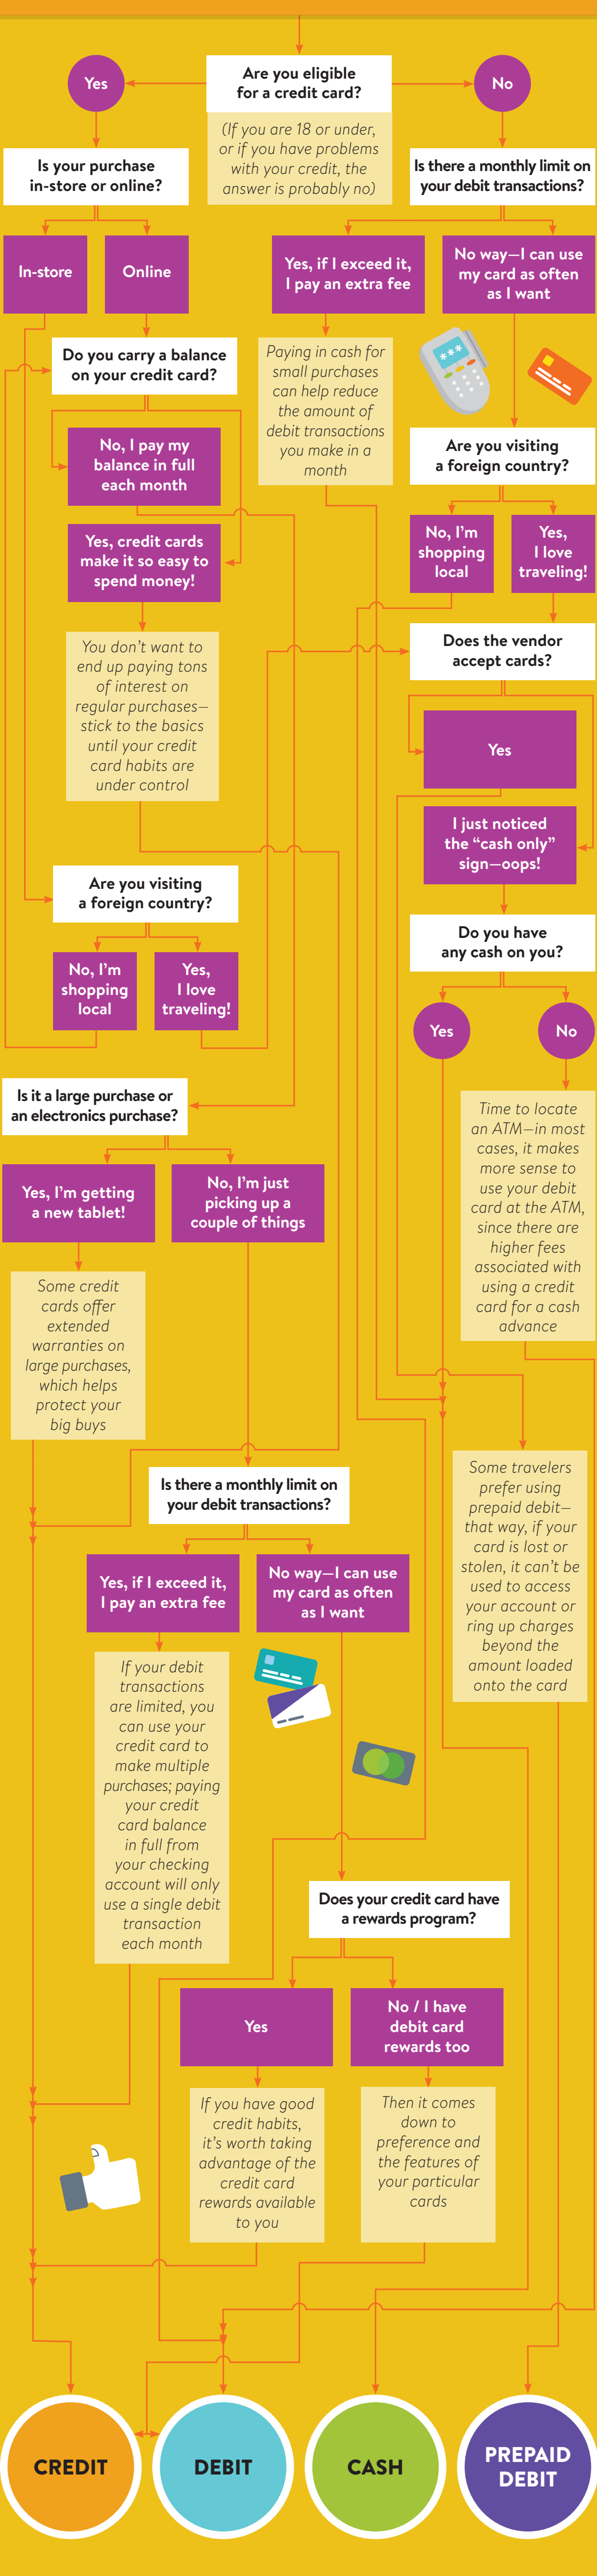 Are you eligible
for a credit card?
Yes
No
(If you are 18 or under,
or if you have problems
with your credit, the
answer is probably no)
Is your purchase
in-store or online?
Is there a monthly limit on
your debit transactions?
In-store
Online
Yes, if I exceed it,
I pay an extra fee
No way—I can use
my card as often
as I want
Do you carry a balance
on your credit card?
Paying in cash for
small purchases
can help reduce
the amount of
debit transactions
you make in a
month
***
No, I pay my
balance in full
each month
Are you visiting
a foreign country?
Yes, credit cards
make it so easy to
spend money!
No, I'm
shopping
local
Yes,
I love
traveling!
You don't want to
end up paying tons
of interest on
regular purchases—
stick to the basics
until your credit
card habits are
under control
Does the vendor
accept cards?
Yes
I just noticed
the “cash only”
sign—oops!
Are you visiting
a foreign country?
Do you have
any cash on you?
No, I'm
shopping
local
Yes,
I love
traveling!
Yes
No
Is it a large purchase or
an electronics purchase?
Time to locate
an ATM—in most
cases, it makes
more sense to
use your debit
card at the ATM,
since there are
higher fees
associated with
using a credit
card for a cash
advance
Yes, I'm getting
a new tablet!
No, I'm just
picking up a
couple of things
Some credit
cards offer
extended
warranties on
large purchases,
which helps
protect your
big buys
Some travelers
prefer using
prepaid debit—
that way, if your
card is lost or
stolen, it can't be
used to access
your account or
ring up charges
beyond the
amount loaded
onto the card
Is there a monthly limit on
your debit transactions?
Yes, if I exceed it,
I pay an extra fee
No way—I can use
my card as often
as I want
If your debit
transactions
are limited, you
can use your
credit card to
make multiple
purchases; paying
your credit
card balance
in full from
your checking
account will only
use a single debit
transaction
each month
Does your credit card have
a rewards program?
Yes
No / I have
debit card
rewards too
If you have good
credit habits,
it's worth taking
advantage of the
credit card
rewards available
to you
Then it comes
down to
preference and
the features of
your particular
cards
CREDIT
DEBIT
CASH
PREPAID
DEBIT